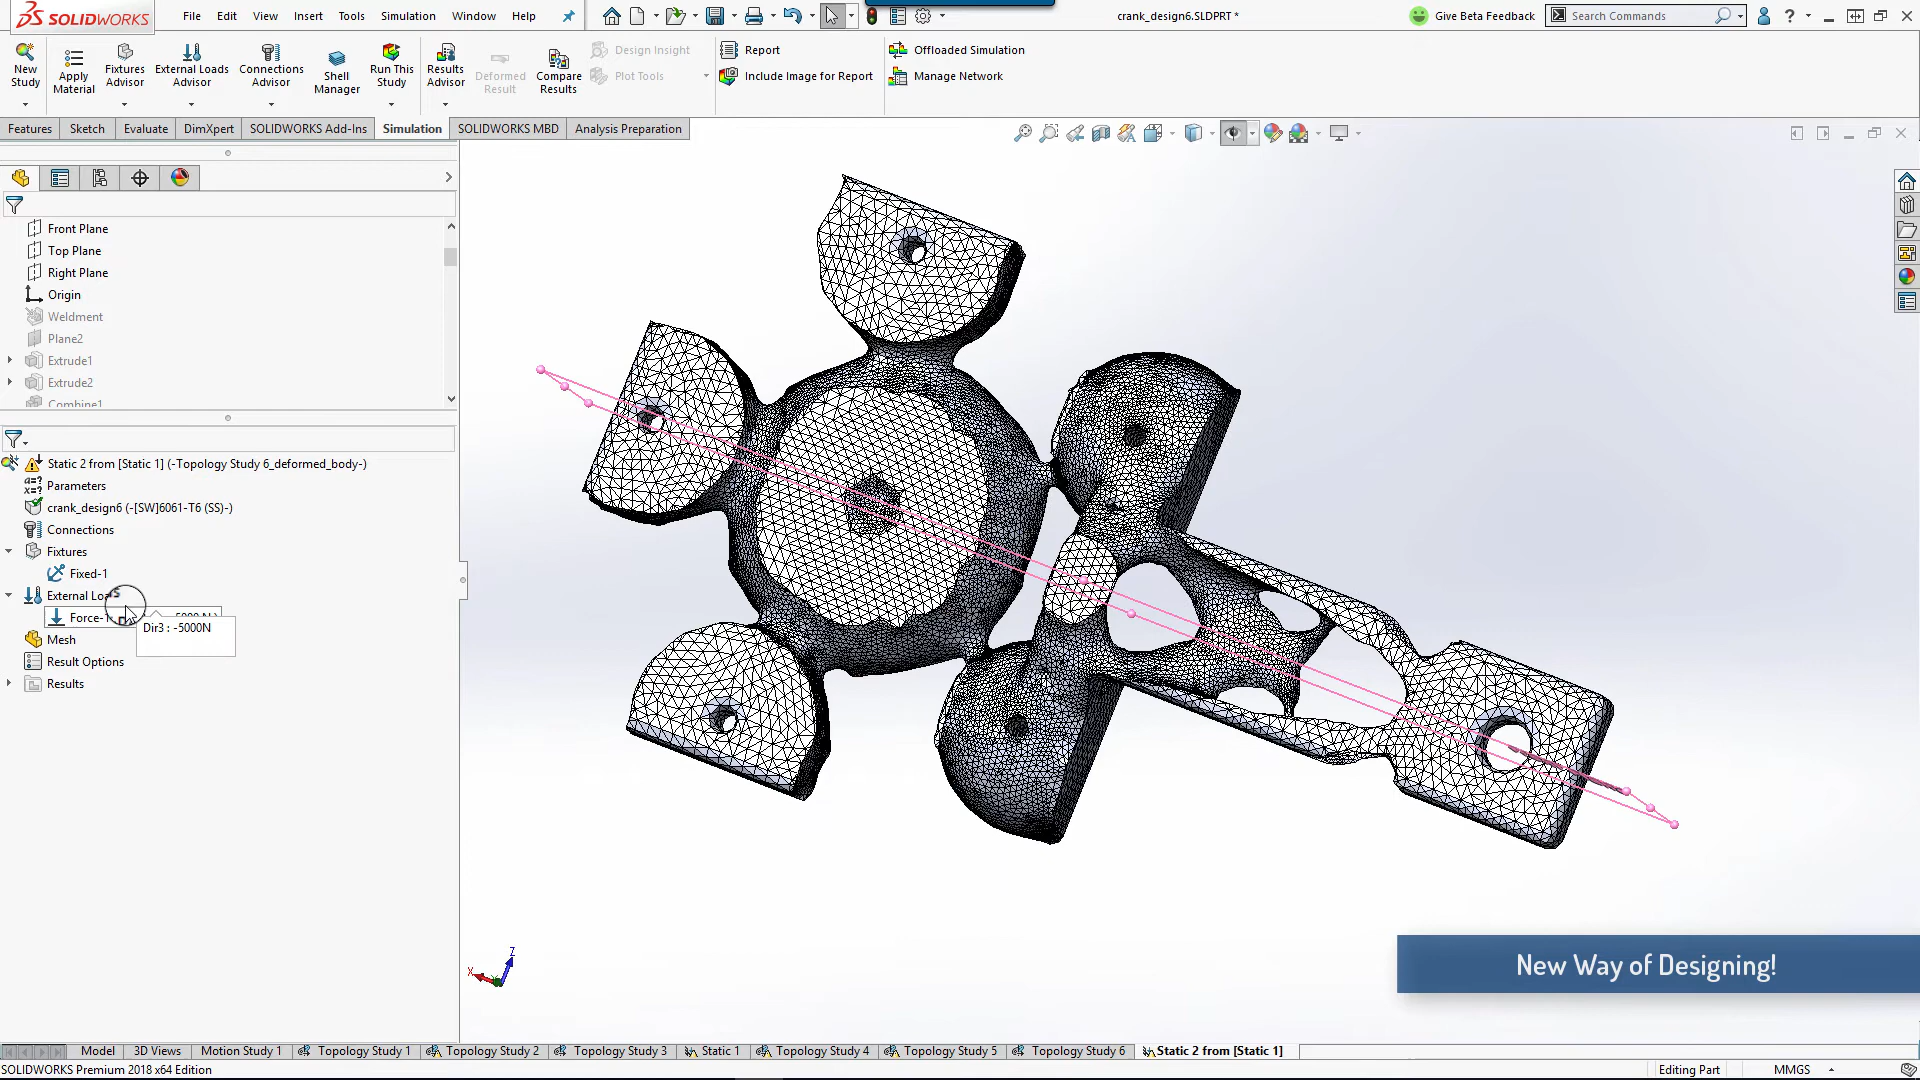 SOLIDWORKS
File Edit View Insert Tools Simulation Window Help
crank_design6.SLDPRT *
Give Beta Feedback
Search Commands
New Study
Apply Material
Fixtures Advisor
External Loads Advisor
Connections Advisor
Shell Manager
Run This Study
Results Advisor
Deformed Result
Compare Results
Design Insight
Plot Tools
Report
Include Image for Report
Offloaded Simulation
Manage Network
Features Sketch Evaluate DimXpert SOLIDWORKS Add-Ins Simulation SOLIDWORKS MBD Analysis Preparation
Front Plane
Top Plane
Right Plane
Origin
Weldment
Plane2
Extrude1
Extrude2
Combine1
Static 2 from [Static 1] (-Topology Study 6_deformed_body-)
Parameters
crank_design6 (-[SW]6061-T6 (SS)-)
Connections
Fixtures
Fixed-1
External Loads
Force-1
Dir3 : -5000N
Mesh
Result Options
Results
Z
X
New Way of Designing!
Model 3D Views Motion Study 1 Topology Study 1 Topology Study 2 Topology Study 3 Static 1 Topology Study 4 Topology Study 5 Topology Study 6 Static 2 from [Static 1]
SOLIDWORKS Premium 2018 x64 Edition
Editing Part
MMGS